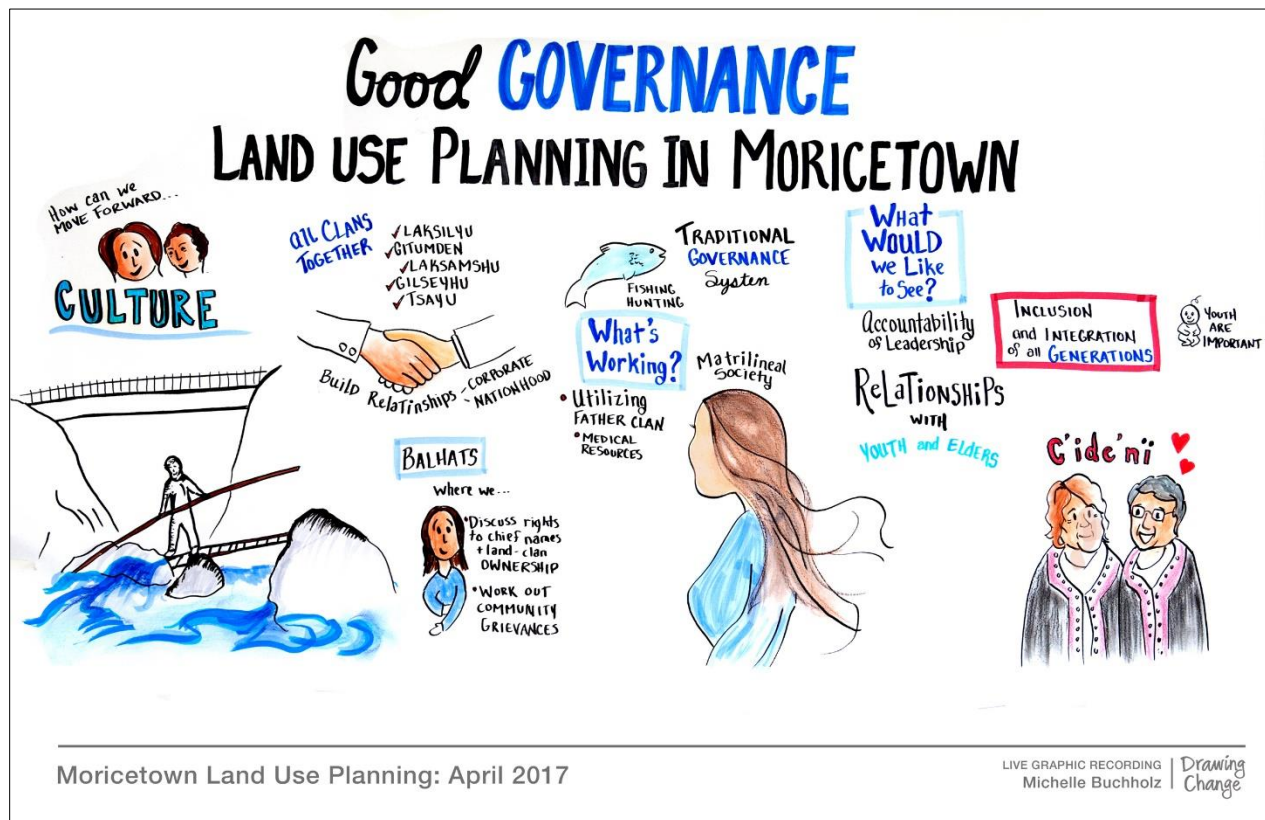 Good GOVERNANCE
LAND USE PLANNING IN MORICETOWN
How can we
MOVE FORWARD...
CULTURE
all CLANS
TOGETHER
✓LAKSILYU
✓GITUMDEN
✓LAKSAMSHU
✓GILSEYHU
✓TSAYU
Build Relatinships - CORPORATE
- NATIONHOOD
BALHATS
where we...
• Discuss rights
to chief names
+ land-clan
OWNERSHIP
• WORK OUT
COMMUNITY
GRIEVANCES
FISHING
HUNTING
TRADITIONAL
GOVERNANCE
System
What's
Working?
• Utilizing
FATHER CLAN
• MEDICAL
RESOURCES
Matrilineal
Society
What
WOULD
we Like
to See?
Accountability
of Leadership
RELATIONSHIPS
WITH
YOUTH and ELDERS
INCLUSION
and INTEGRATION
of all GENERATIONS
YOUTH
ARE
IMPORTANT
C'ide'nï
Moricetown Land Use Planning: April 2017
LIVE GRAPHIC RECORDING
Michelle Buchholz
Drawing
Change